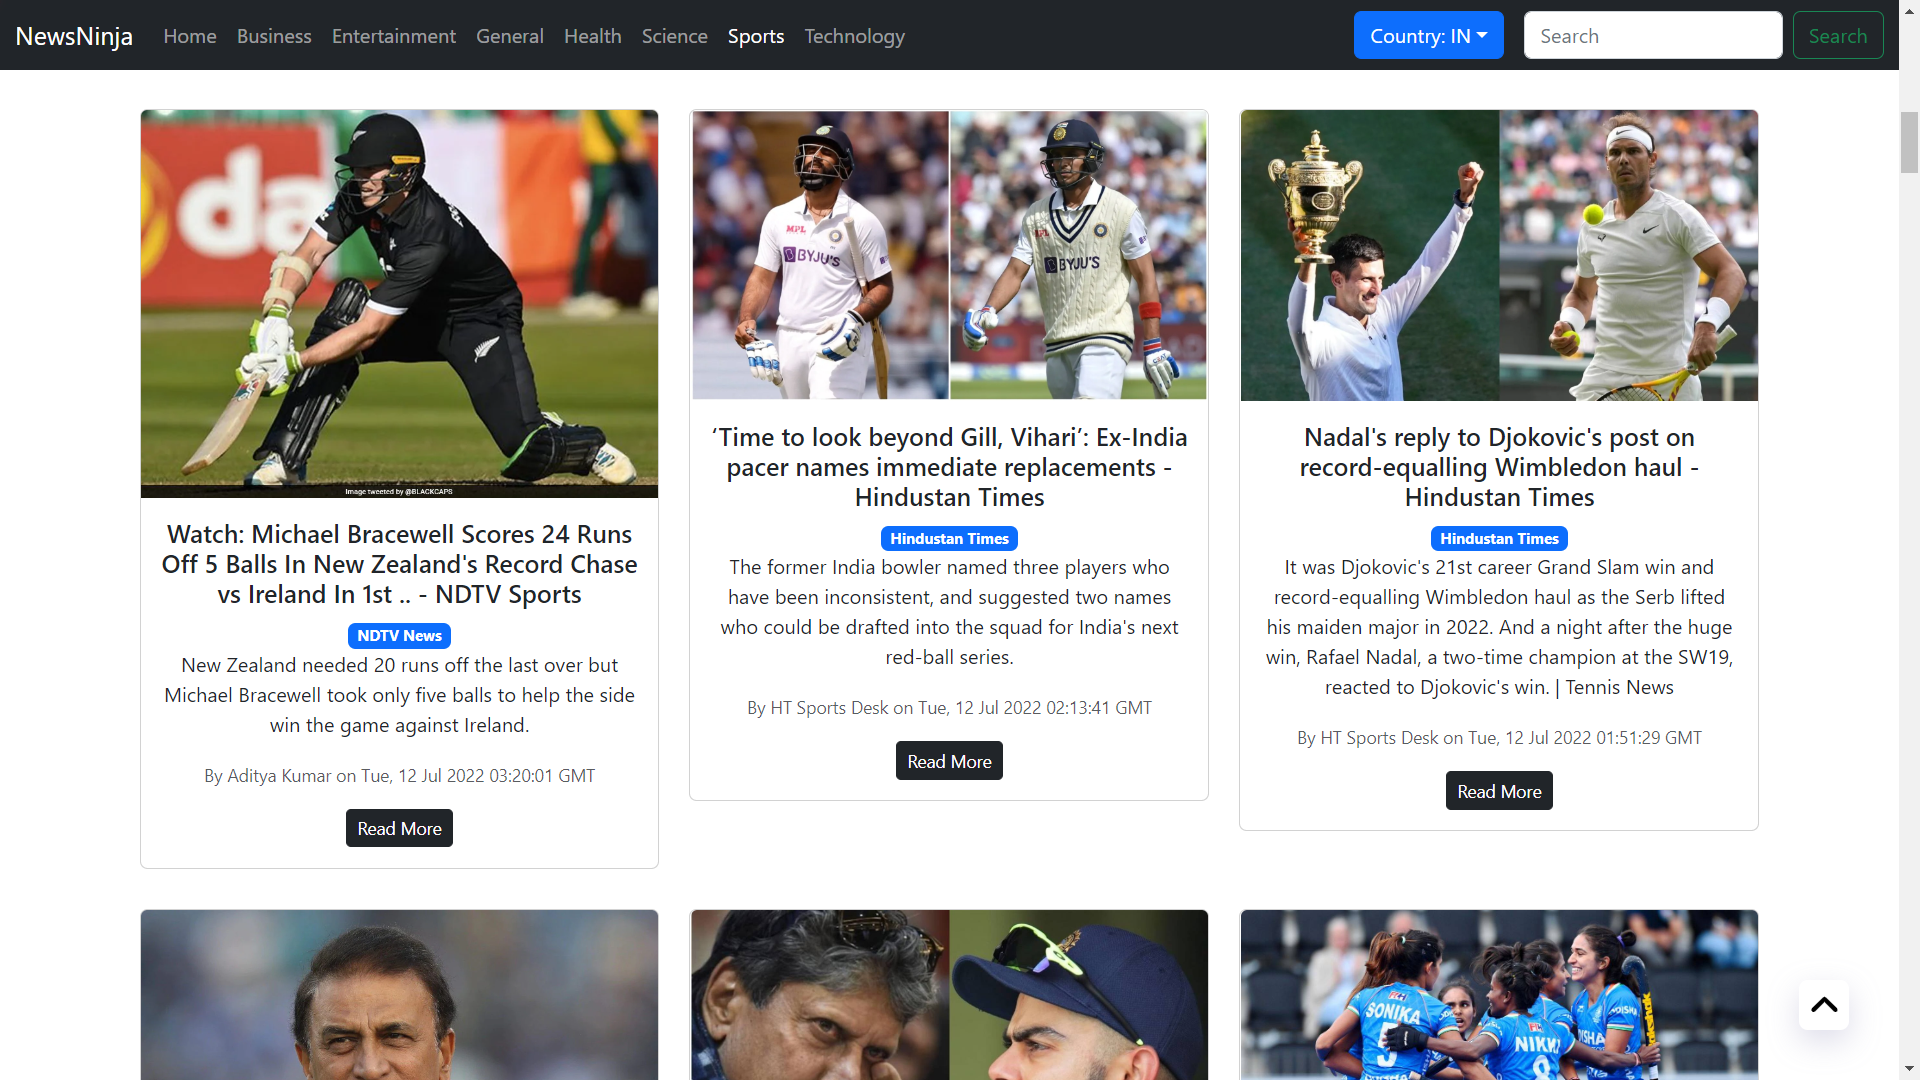 NewsNinja Home Business Entertainment General Health Science Sports Technology Country: IN Search Search
da
Image tweeted by @BLACKCAPS
Watch: Michael Bracewell Scores 24 Runs
Off 5 Balls In New Zealand's Record Chase
vs Ireland In 1st .. - NDTV Sports
NDTV News
New Zealand needed 20 runs off the last over but
Michael Bracewell took only five balls to help the side
win the game against Ireland.
By Aditya Kumar on Tue, 12 Jul 2022 03:20:01 GMT
Read More
MPL
BYJU'S
MPL
BYJU'S
‘Time to look beyond Gill, Vihari’: Ex-India
pacer names immediate replacements -
Hindustan Times
Hindustan Times
The former India bowler named three players who
have been inconsistent, and suggested two names
who could be drafted into the squad for India's next
red-ball series.
By HT Sports Desk on Tue, 12 Jul 2022 02:13:41 GMT
Read More
Nadal's reply to Djokovic's post on
record-equalling Wimbledon haul -
Hindustan Times
Hindustan Times
It was Djokovic's 21st career Grand Slam win and
record-equalling Wimbledon haul as the Serb lifted
his maiden major in 2022. And a night after the huge
win, Rafael Nadal, a two-time champion at the SW19,
reacted to Djokovic's win. | Tennis News
By HT Sports Desk on Tue, 12 Jul 2022 01:51:29 GMT
Read More
SONIKA
5
NIKK
8